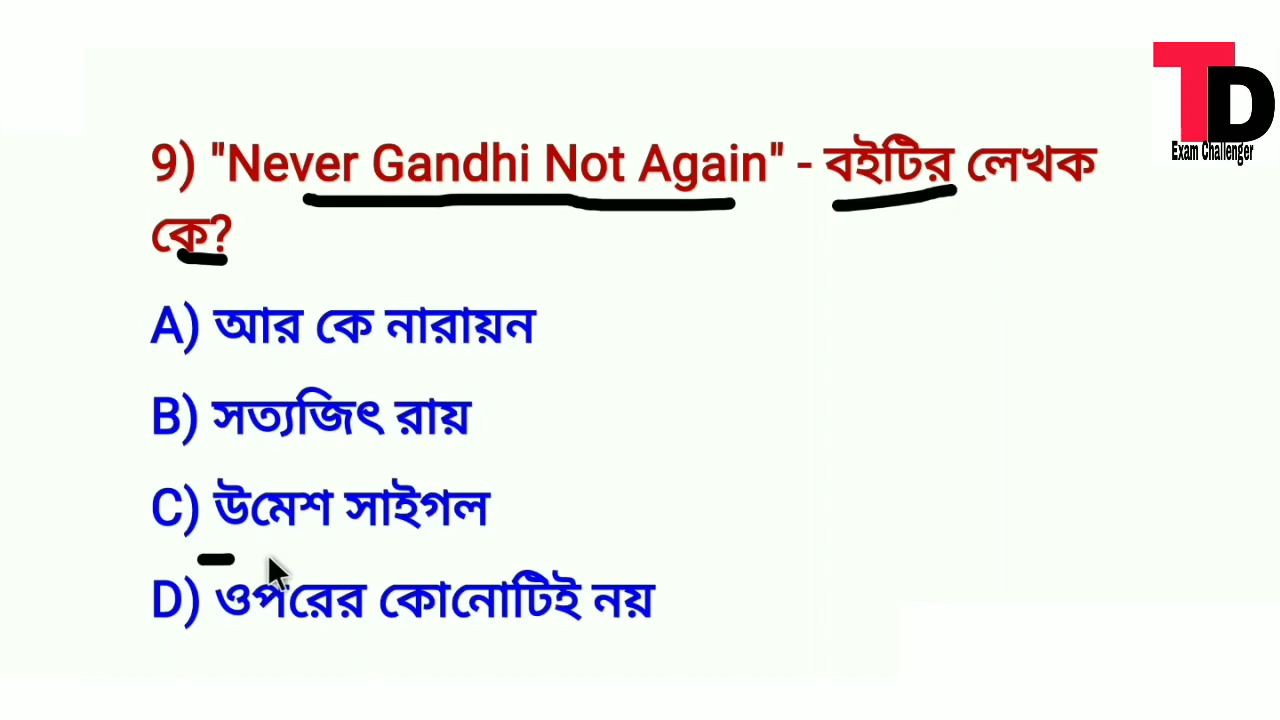 TD
Exam Challenger
9) "Never Gandhi Not Again" - বইটির লেখক
কে?
A) আর কে নারায়ন
B) সত্যজিৎ রায়
C) উমেশ সাইগল
D) ওপরের কোনোটিই নয়